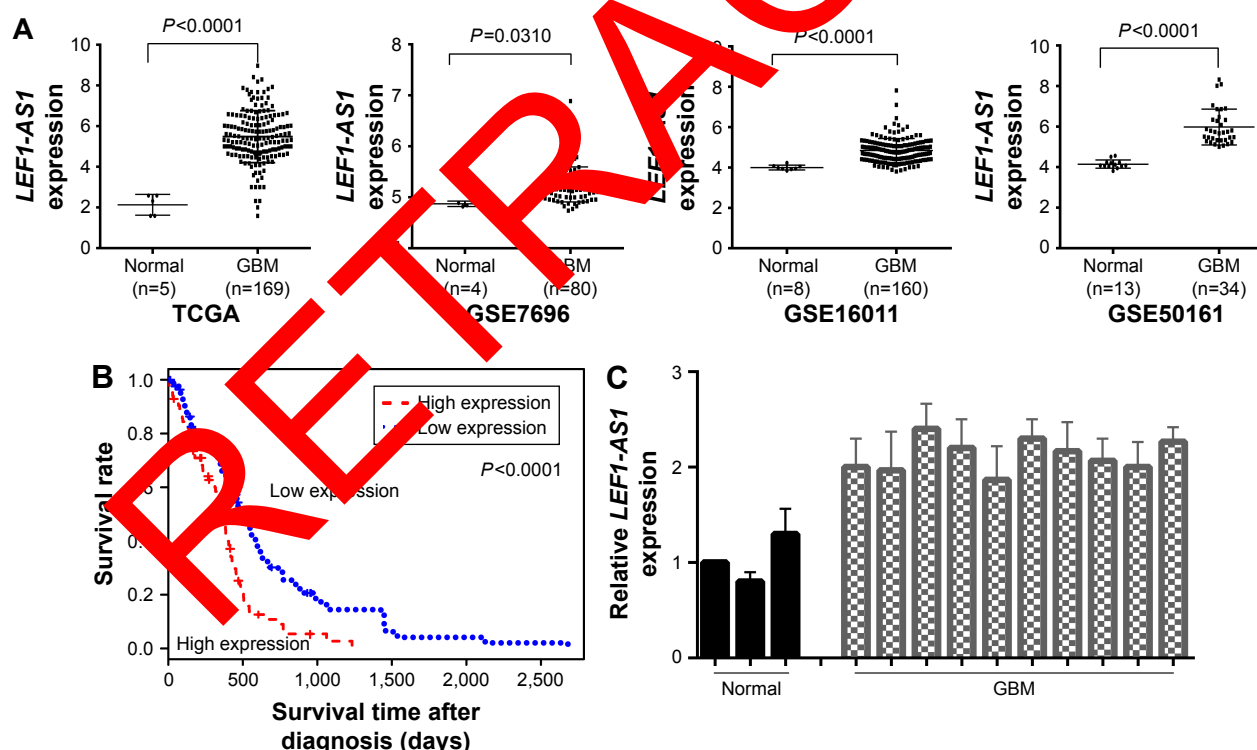 A
P<0.0001
10
8
6
4
2
0
LEF1-AS1
expression
Normal
(n=5)
GBM
(n=169)
TCGA
P=0.0310
8
7
6
5
LEF1-AS1
expression
Normal
(n=4)
(n=80)
GSE7696
P<0.0001
8
6
4
2
0
expression
Normal
(n=8)
GBM
(n=160)
GSE16011
P<0.0001
10
8
6
4
2
0
LEF1-AS1
expression
Normal
(n=13)
GBM
(n=34)
GSE50161
B
1.0
0.8
0.2
0.0
Survival rate
High expression
Low expression
P<0.0001
Low expression
High expression
0
500
1,000
1,500
2,000
2,500
Survival time after
diagnosis (days)
C
3
2
1
0
Relative LEF1-AS1
expression
Normal
GBM
RETRAC